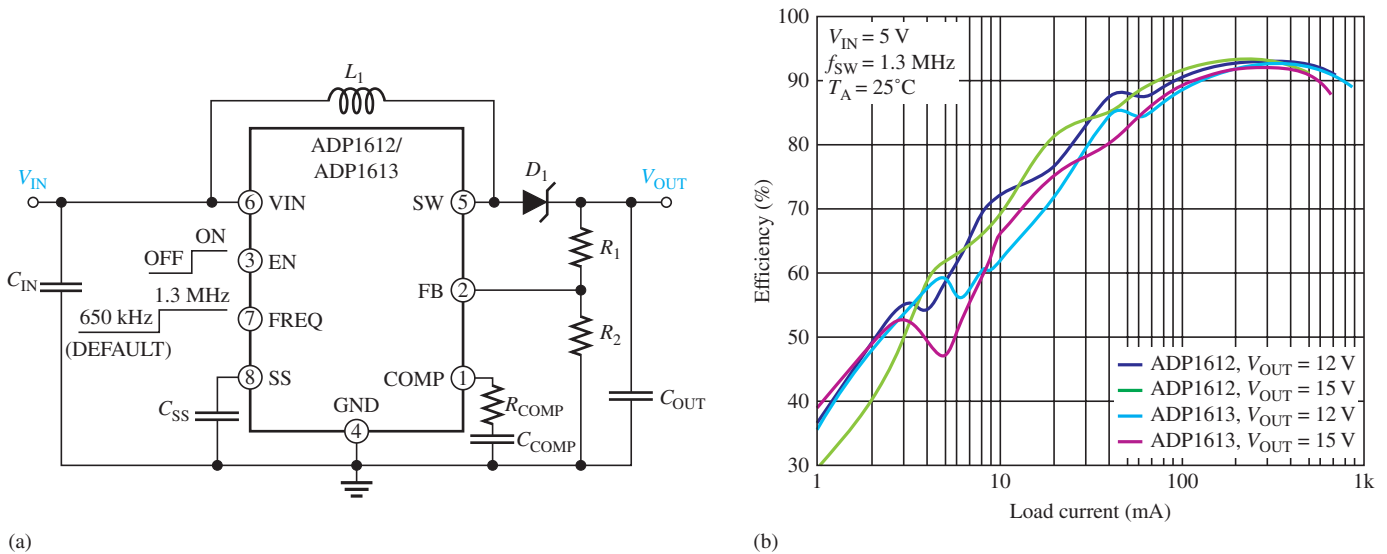 L1
ADP1612/
ADP1613
VIN
6
VIN
SW
5
D1
VOUT
ON
OFF
3
EN
R1
CIN
1.3 MHz
FB
2
650 kHz
7
FREQ
(DEFAULT)
R2
8
SS
COMP
1
CSS
GND
4
RCOMP
CCOMP
COUT
(a)
100
90
80
70
60
50
40
30
Efficiency (%)
VIN = 5 V
fSW = 1.3 MHz
TA = 25°C
ADP1612, VOUT = 12 V
ADP1612, VOUT = 15 V
ADP1613, VOUT = 12 V
ADP1613, VOUT = 15 V
1
10
100
1k
Load current (mA)
(b)